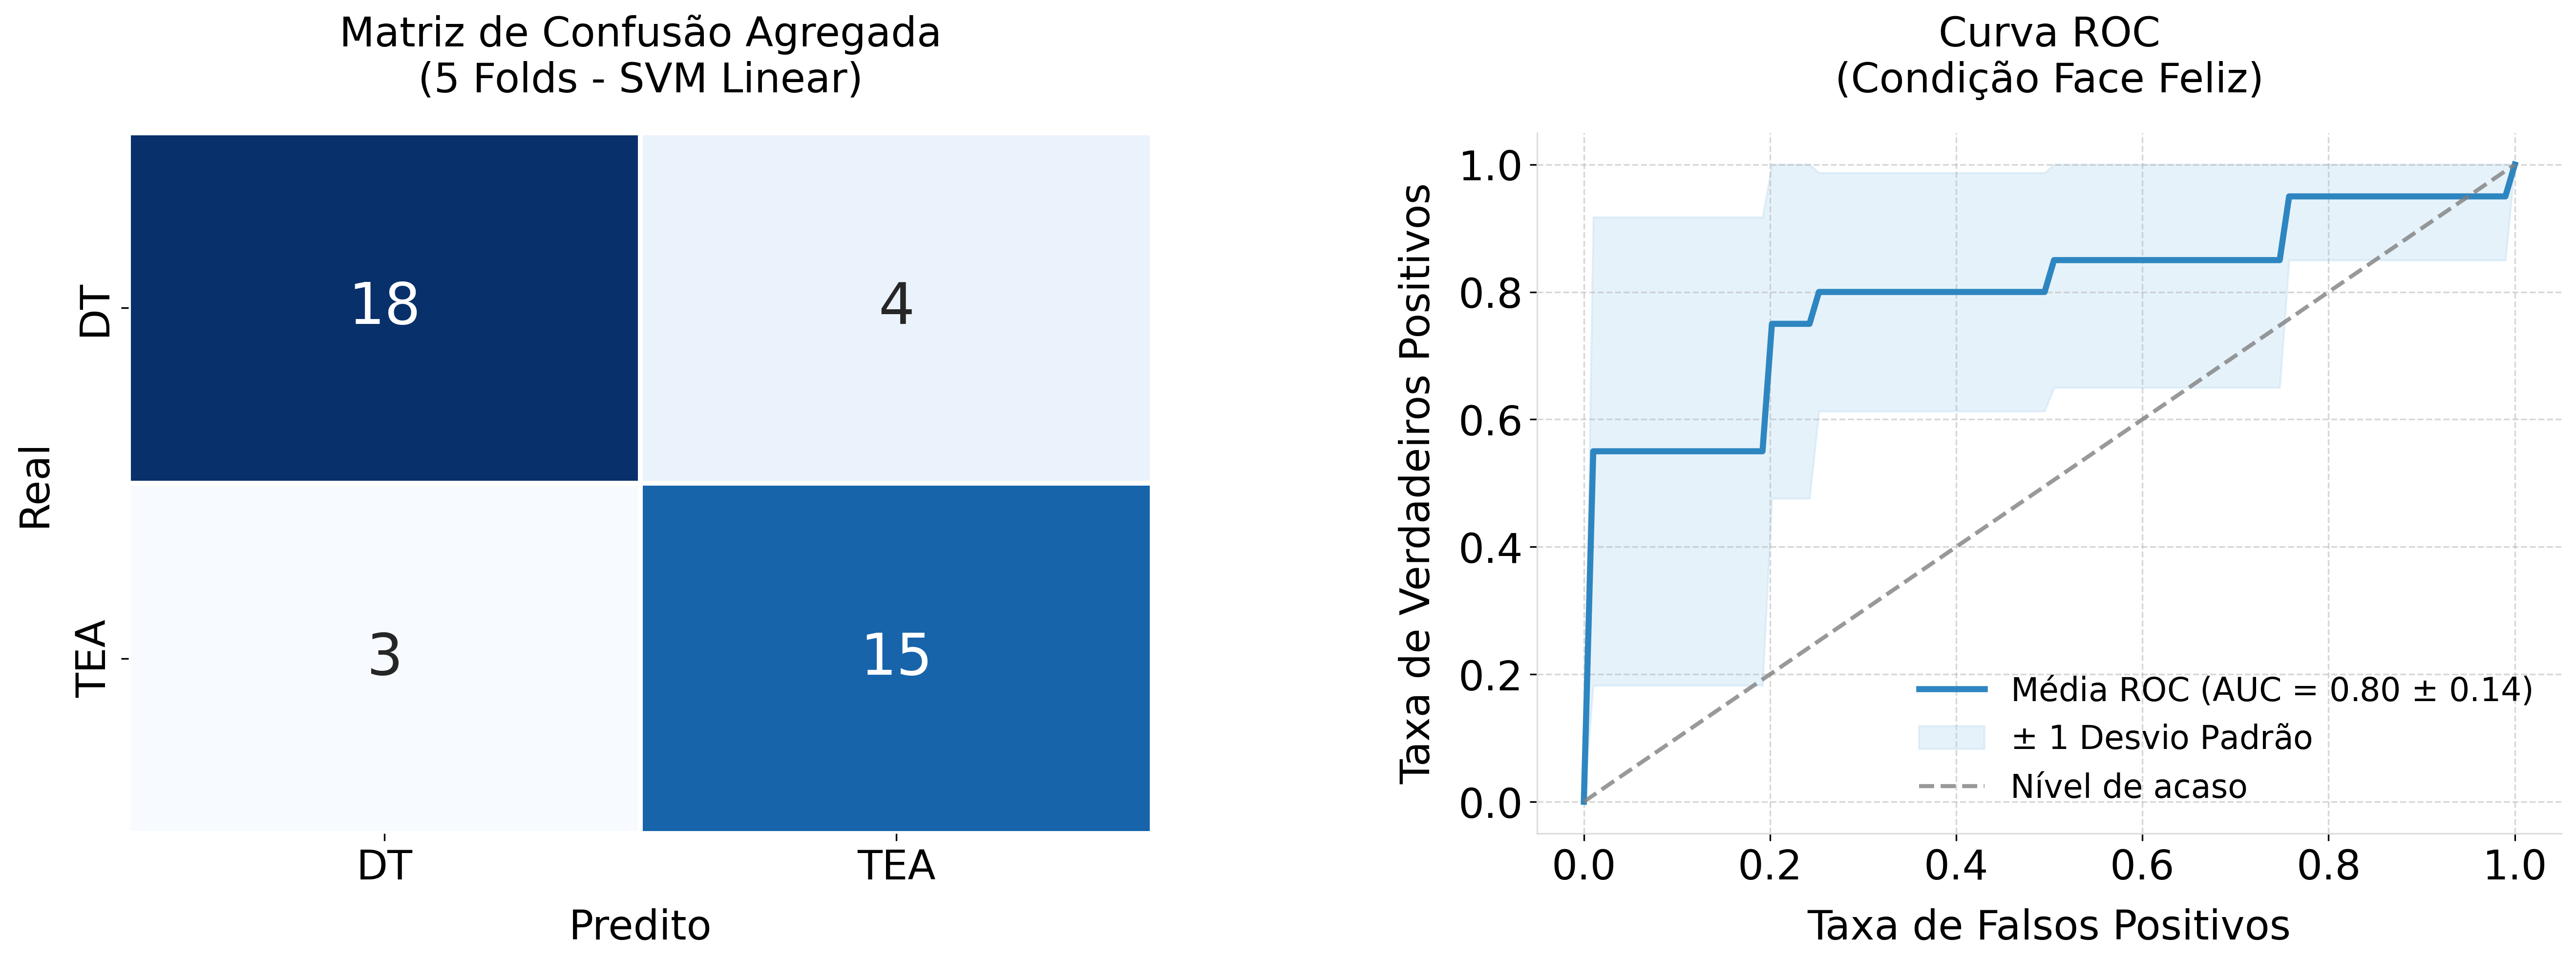 Matriz de Confusão Agregada
(5 Folds - SVM Linear)
Real
DT
TEA
18
4
3
15
DT
TEA
Predito
Curva ROC
(Condição Face Feliz)
Taxa de Verdadeiros Positivos
1.0
0.8
0.6
0.4
0.2
0.0
Média ROC (AUC = 0.80 ± 0.14)
± 1 Desvio Padrão
Nível de acaso
0.0
0.2
0.4
0.6
0.8
1.0
Taxa de Falsos Positivos